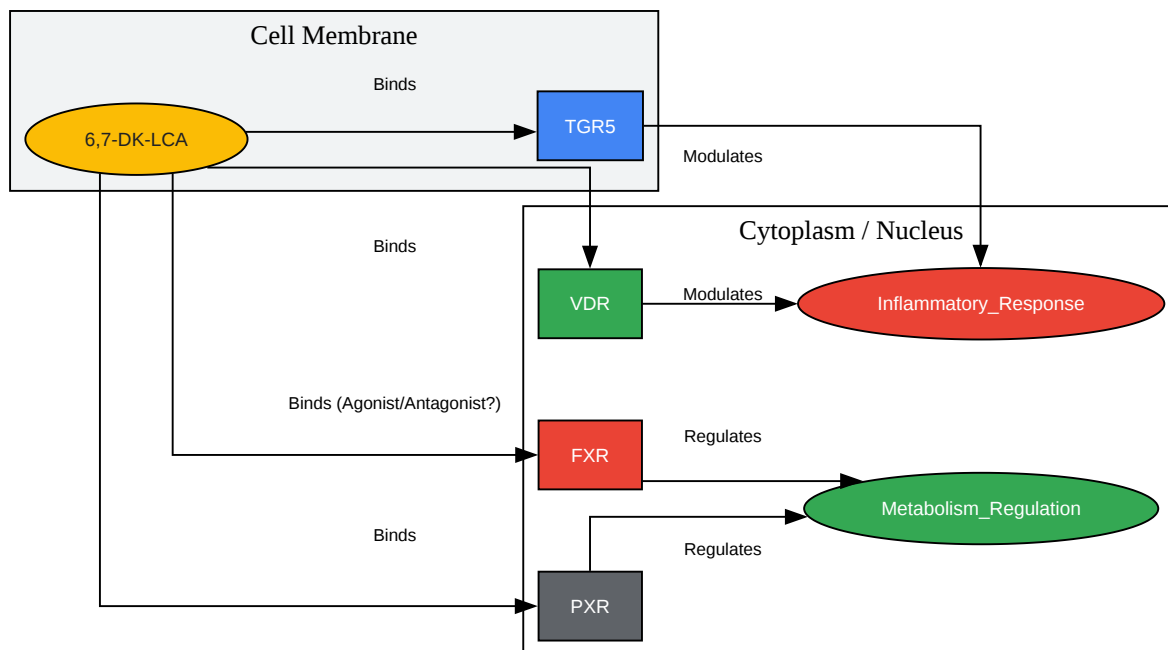 Cell Membrane
Binds
6,7-DK-LCA
TGR5
Modulates
Binds
Cytoplasm / Nucleus
VDR
Modulates
Inflammatory_Response
Binds (Agonist/Antagonist?)
FXR
Regulates
Metabolism_Regulation
Binds
Regulates
PXR